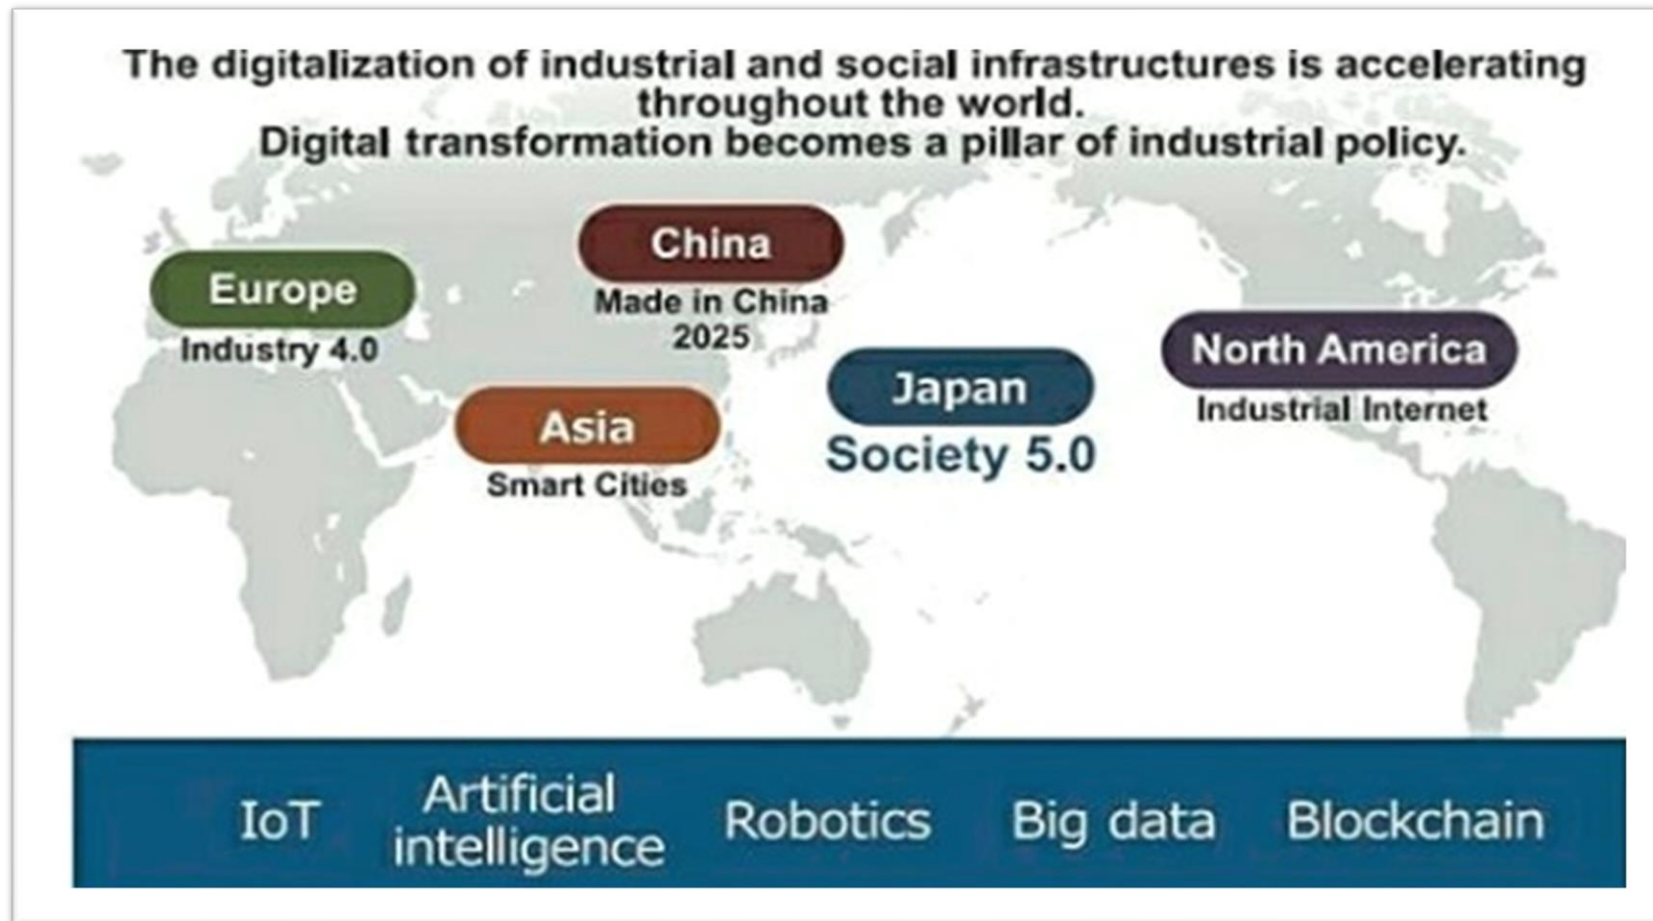 The digitalization of industrial and social infrastructures is accelerating
throughout the world.
Digital transformation becomes a pillar of industrial policy.
China
Made in China
2025
Europe
Industry 4.0
North America
Industrial Internet
Japan
Society 5.0
Asia
Smart Cities
IoT
Artificial
intelligence
Robotics
Big data
Blockchain